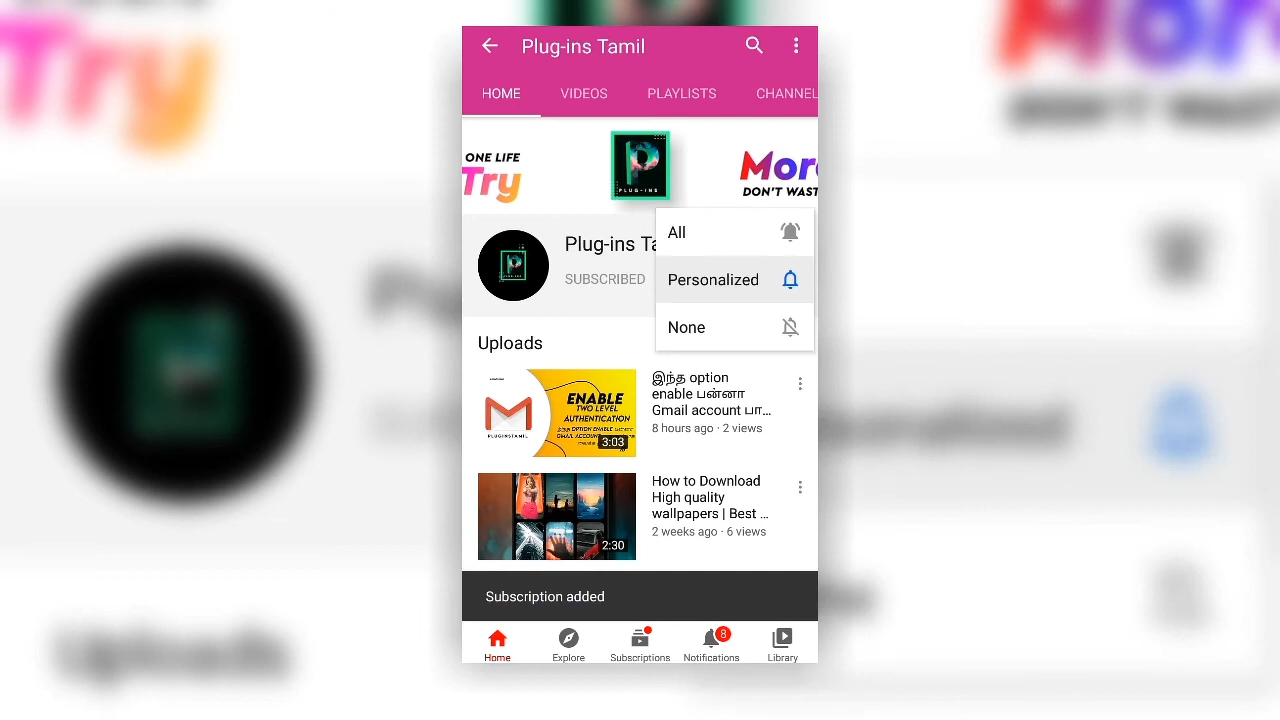 Plug-ins Tamil
HOME VIDEOS PLAYLISTS CHANNEL
ONE LIFE
Try
PLUG-INS
More
DON'T WAST
All
Plug-ins Ta
SUBSCRIBED
Personalized
None
Uploads
ENABLE
TWO LEVEL
AUTHENTICATION
PLUGINSTAMIL
3:03
இந்த option
enable பன்னா
Gmail account பா...
8 hours ago · 2 views
2:30
How to Download
High quality
wallpapers | Best ...
2 weeks ago · 6 views
Subscription added
8
Home Explore Subscriptions Notifications Library